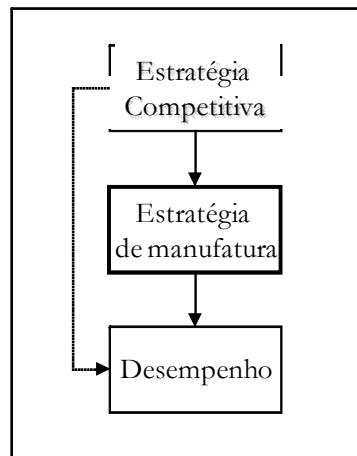 Estratégia
Competitiva
Estratégia
de manufatura
Desempenho